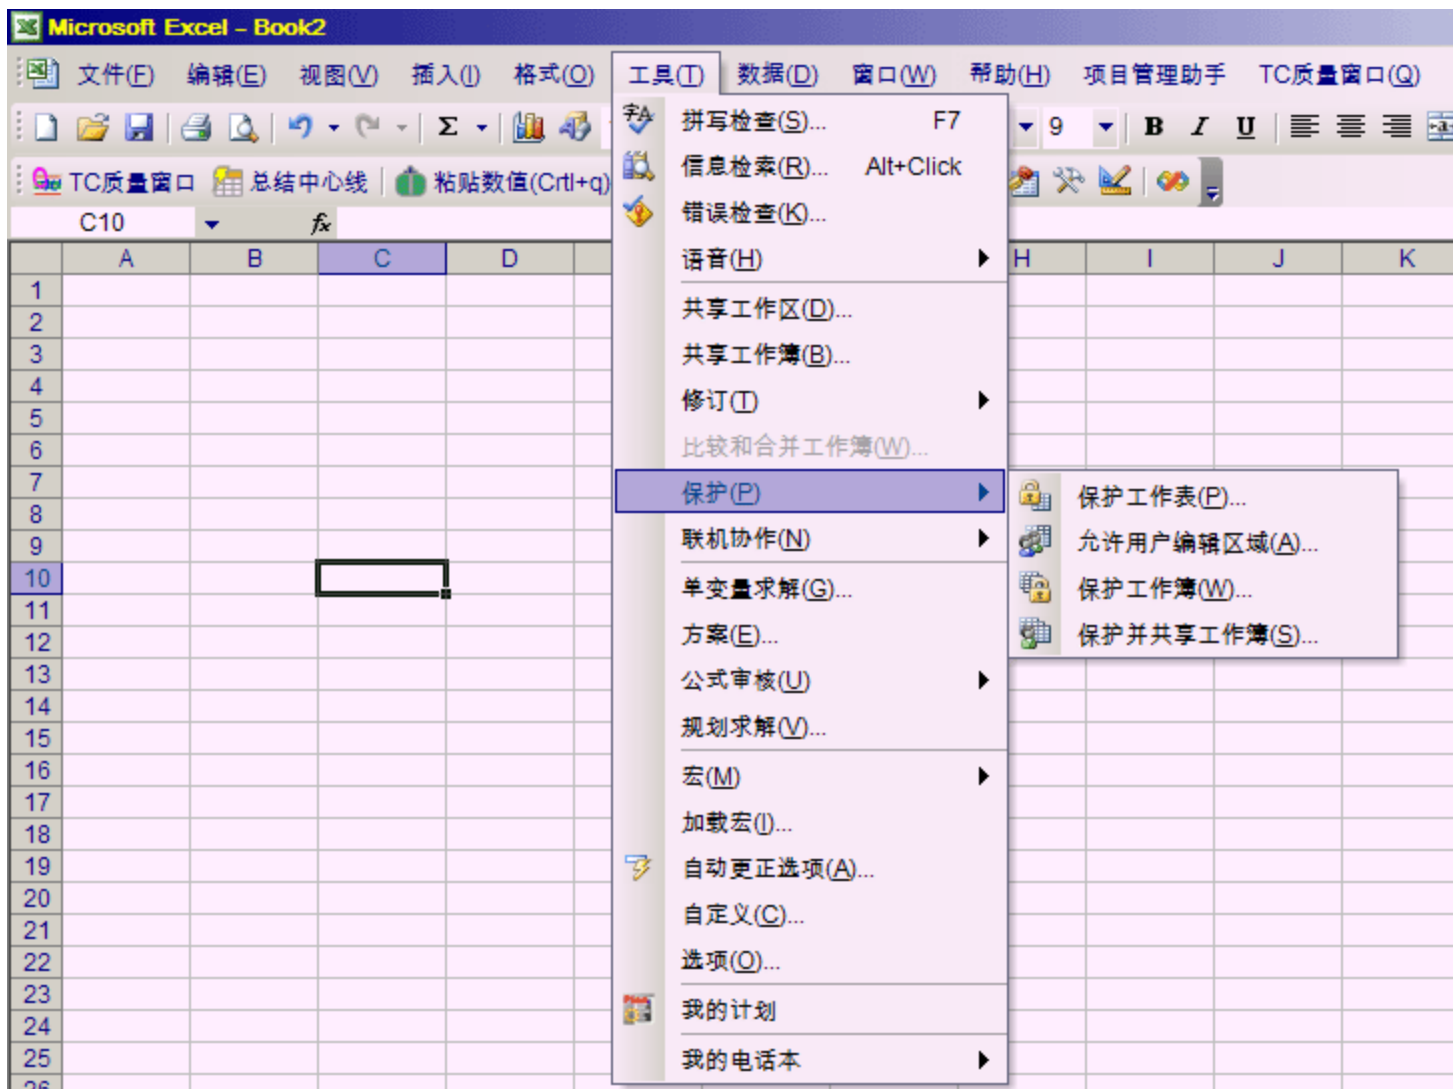 Microsoft Excel - Book2
文件(F) 编辑(E) 视图(V) 插入(I) 格式(O) 工具(T) 数据(D) 窗口(W) 帮助(H) 项目管理助手 TC质量窗口(Q)
Σ 9 B I U
TC质量窗口 总结中心线 粘贴数值(Crtl+q)
C10 fx
A B C D H I J K
1
2
3
4
5
6
7
8
9
10
11
12
13
14
15
16
17
18
19
20
21
22
23
24
25
26
拼写检查(S)... F7
信息检索(R)... Alt+Click
错误检查(K)...
语音(H)
共享工作区(D)...
共享工作簿(B)...
修订(T)
比较和合并工作簿(W)...
保护(P)
联机协作(N)
单变量求解(G)...
方案(E)...
公式审核(U)
规划求解(V)...
宏(M)
加载宏(I)...
自动更正选项(A)...
自定义(C)...
选项(O)...
我的计划
我的电话本
保护工作表(P)...
允许用户编辑区域(A)...
保护工作簿(W)...
保护并共享工作簿(S)...